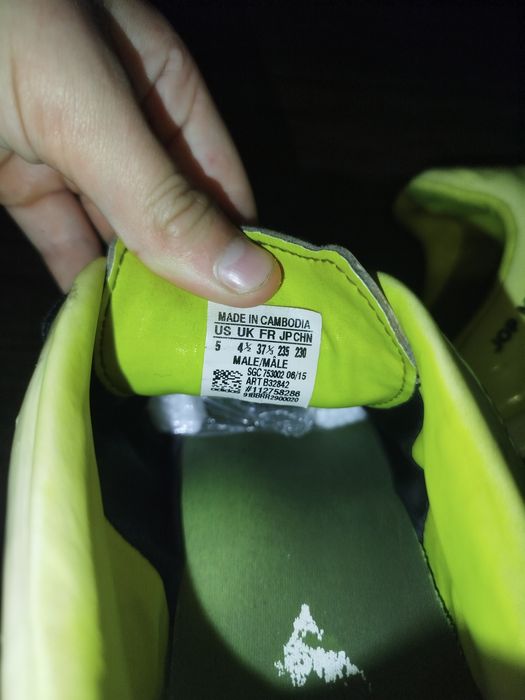 MADE IN CAMBODIA
US UK FR JP CHN
5 4½ 37⅓ 235 230
MALE/MÂLE
SGC 753002 06/15
ART B32842
#112758286